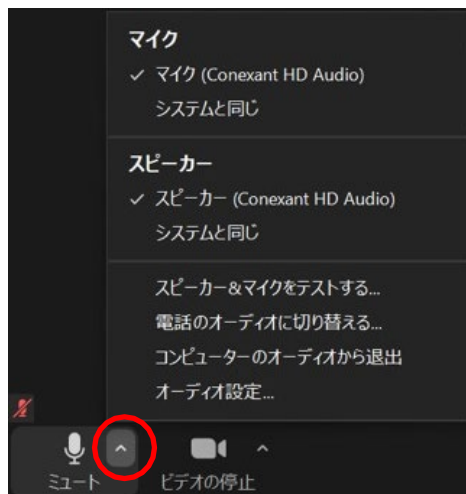 マイク
マイク (Conexant HD Audio)
システムと同じ
スピーカー
スピーカー (Conexant HD Audio)
システムと同じ
スピーカー&マイクをテストする...
電話のオーディオに切り替える...
コンピューターのオーディオから退出
オーディオ設定...
ミュート
ビデオの停止